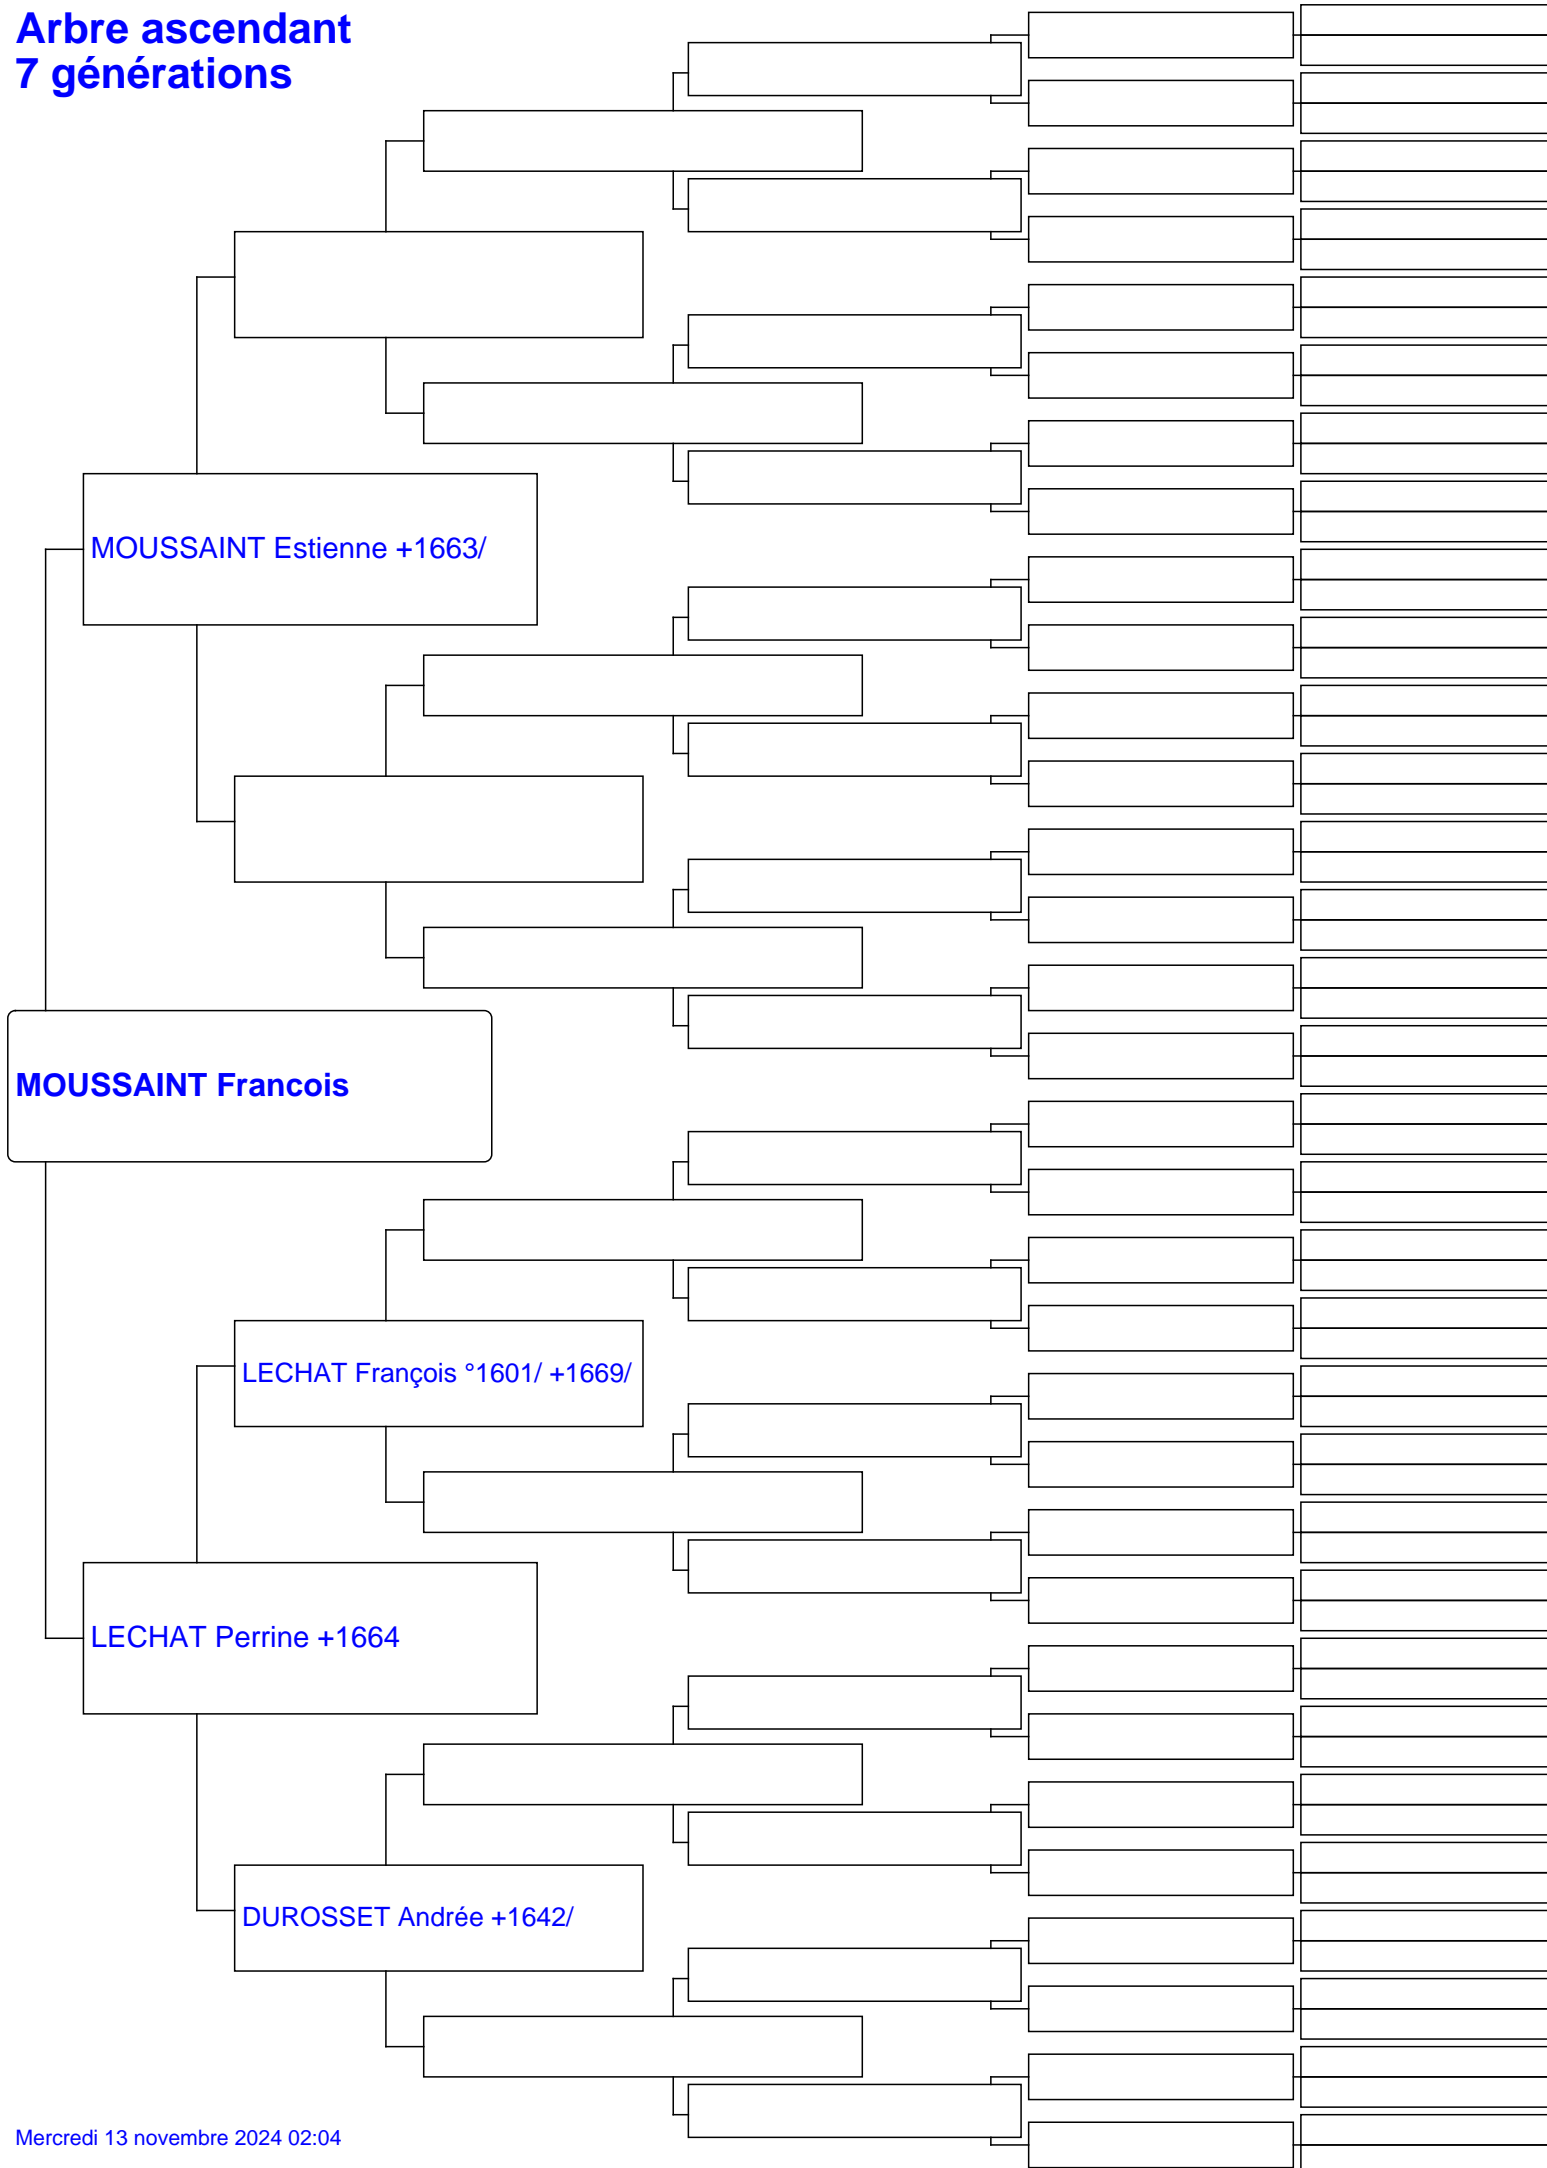 Arbre ascendant
7 générations
MOUSSAINT Estienne +1663/
MOUSSAINT Francois
LECHAT François °1601/ +1669/
LECHAT Perrine +1664
DUROSSET Andrée +1642/
Mercredi 13 novembre 2024 02:04